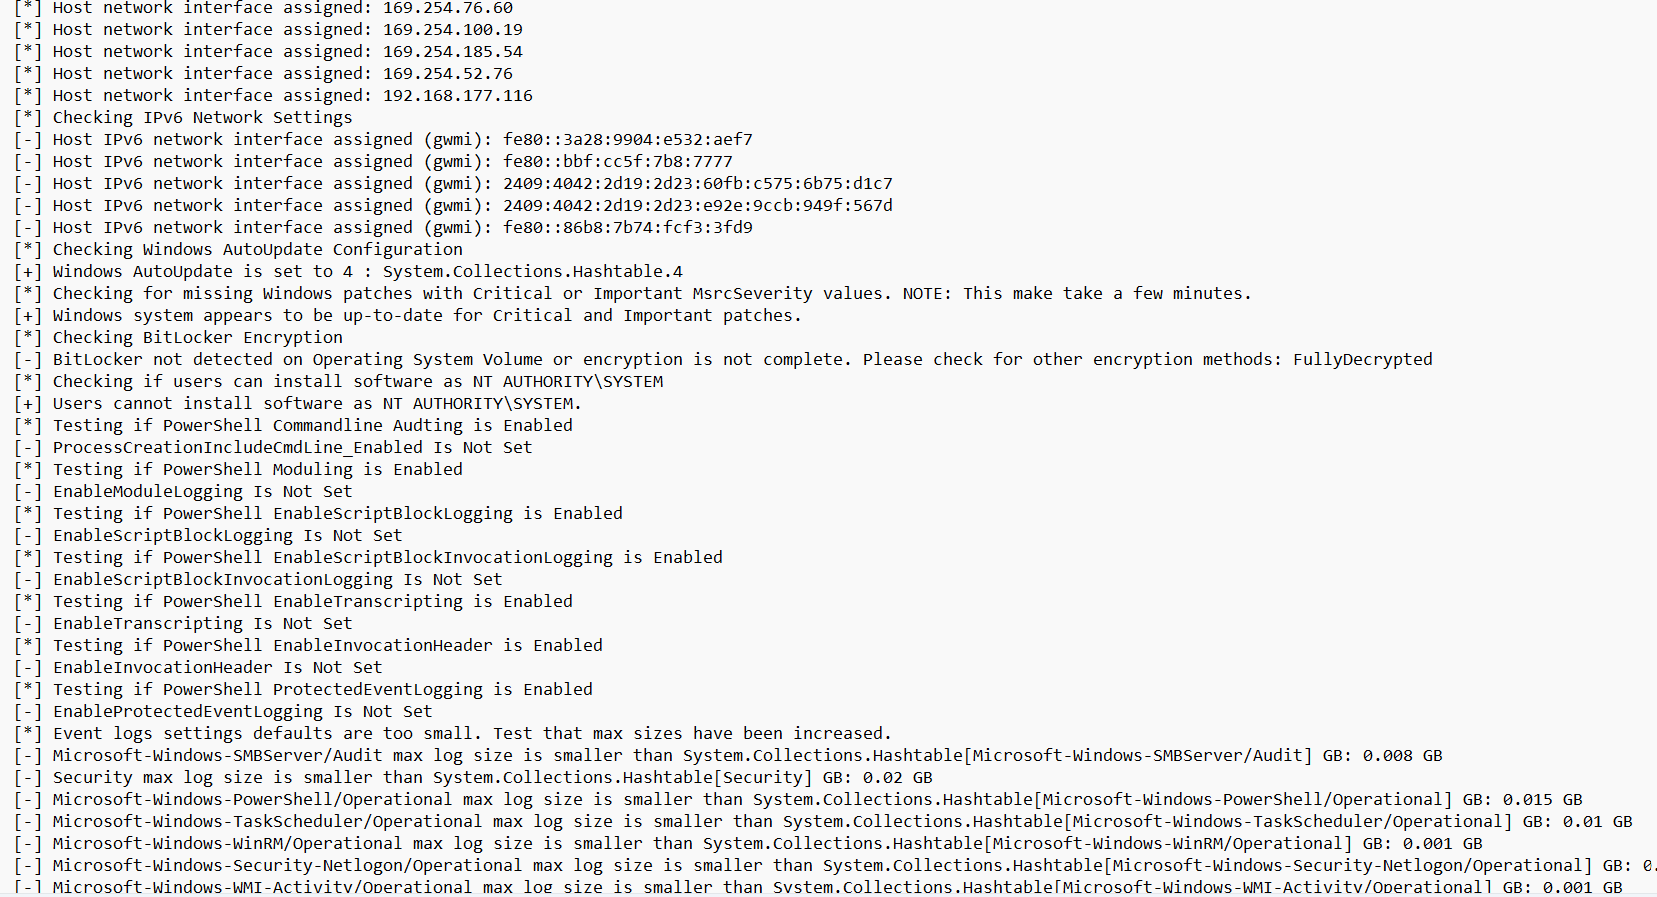 [*] Host network interface assigned: 169.254.76.60
[*] Host network interface assigned: 169.254.100.19
[*] Host network interface assigned: 169.254.185.54
[*] Host network interface assigned: 169.254.52.76
[*] Host network interface assigned: 192.168.177.116
[*] Checking IPv6 Network Settings
[-] Host IPv6 network interface assigned (gwmi): fe80::3a28:9904:e532:aef7
[-] Host IPv6 network interface assigned (gwmi): fe80::bbf:cc5f:7b8:7777
[-] Host IPv6 network interface assigned (gwmi): 2409:4042:2d19:2d23:60fb:c575:6b75:d1c7
[-] Host IPv6 network interface assigned (gwmi): 2409:4042:2d19:2d23:e92e:9ccb:949f:567d
[-] Host IPv6 network interface assigned (gwmi): fe80::86b8:7b74:fcf3:3fd9
[*] Checking Windows AutoUpdate Configuration
[+] Windows AutoUpdate is set to 4 : System.Collections.Hashtable.4
[*] Checking for missing Windows patches with Critical or Important MsrcSeverity values. NOTE: This make take a few minutes.
[+] Windows system appears to be up-to-date for Critical and Important patches.
[*] Checking BitLocker Encryption
[-] BitLocker not detected on Operating System Volume or encryption is not complete. Please check for other encryption methods: FullyDecrypted
[*] Checking if users can install software as NT AUTHORITY\SYSTEM
[+] Users cannot install software as NT AUTHORITY\SYSTEM.
[*] Testing if PowerShell Commandline Audting is Enabled
[-] ProcessCreationIncludeCmdLine_Enabled Is Not Set
[*] Testing if PowerShell Moduling is Enabled
[-] EnableModuleLogging Is Not Set
[*] Testing if PowerShell EnableScriptBlockLogging is Enabled
[-] EnableScriptBlockLogging Is Not Set
[*] Testing if PowerShell EnableScriptBlockInvocationLogging is Enabled
[-] EnableScriptBlockInvocationLogging Is Not Set
[*] Testing if PowerShell EnableTranscripting is Enabled
[-] EnableTranscripting Is Not Set
[*] Testing if PowerShell EnableInvocationHeader is Enabled
[-] EnableInvocationHeader Is Not Set
[*] Testing if PowerShell ProtectedEventLogging is Enabled
[-] EnableProtectedEventLogging Is Not Set
[*] Event logs settings defaults are too small. Test that max sizes have been increased.
[-] Microsoft-Windows-SMBServer/Audit max log size is smaller than System.Collections.Hashtable[Microsoft-Windows-SMBServer/Audit] GB: 0.008 GB
[-] Security max log size is smaller than System.Collections.Hashtable[Security] GB: 0.02 GB
[-] Microsoft-Windows-PowerShell/Operational max log size is smaller than System.Collections.Hashtable[Microsoft-Windows-PowerShell/Operational] GB: 0.015 GB
[-] Microsoft-Windows-TaskScheduler/Operational max log size is smaller than System.Collections.Hashtable[Microsoft-Windows-TaskScheduler/Operational] GB: 0.01 GB
[-] Microsoft-Windows-WinRM/Operational max log size is smaller than System.Collections.Hashtable[Microsoft-Windows-WinRM/Operational] GB: 0.001 GB
[-] Microsoft-Windows-Security-Netlogon/Operational max log size is smaller than System.Collections.Hashtable[Microsoft-Windows-Security-Netlogon/Operational] GB: 0.
[-] Microsoft-Windows-WMI-Activity/Operational max log size is smaller than System.Collections.Hashtable[Microsoft-Windows-WMI-Activity/Operational] GB: 0.001 GB